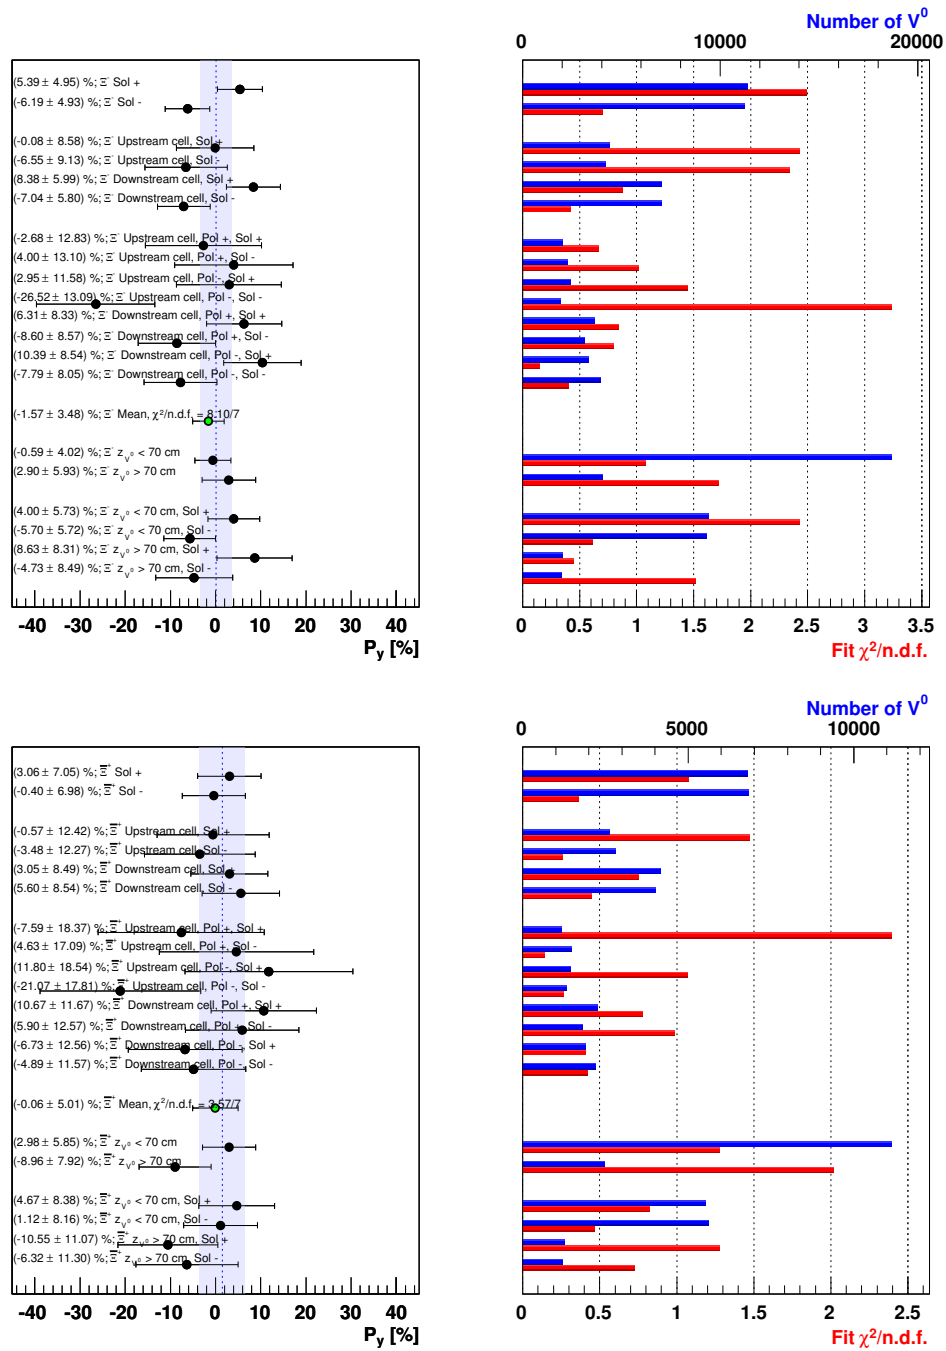 Number of V⁰
0 10000 20000
(5.39 ± 4.95) %; Ξ⁻ Sol +
(-6.19 ± 4.93) %; Ξ⁻ Sol -
(-0.08 ± 8.58) %; Ξ⁻ Upstream cell, Sol +
(-6.55 ± 9.13) %; Ξ⁻ Upstream cell, Sol -
(8.38 ± 5.99) %; Ξ⁻ Downstream cell, Sol +
(-7.04 ± 5.80) %; Ξ⁻ Downstream cell, Sol -
(-2.68 ± 12.83) %; Ξ⁻ Upstream cell, Pol +, Sol +
(4.00 ± 13.10) %; Ξ⁻ Upstream cell, Pol +, Sol -
(2.95 ± 11.58) %; Ξ⁻ Upstream cell, Pol -, Sol +
(-26.52 ± 13.09) %; Ξ⁻ Upstream cell, Pol -, Sol -
(6.31 ± 8.33) %; Ξ⁻ Downstream cell, Pol +, Sol +
(-8.60 ± 8.57) %; Ξ⁻ Downstream cell, Pol +, Sol -
(10.39 ± 8.54) %; Ξ⁻ Downstream cell, Pol -, Sol +
(-7.79 ± 8.05) %; Ξ⁻ Downstream cell, Pol -, Sol -
(-1.57 ± 3.48) %; Ξ⁻ Mean, χ²/n.d.f. = 8.10/7
(-0.59 ± 4.02) %; Ξ⁻ z_V⁰ < 70 cm
(2.90 ± 5.93) %; Ξ⁻ z_V⁰ > 70 cm
(4.00 ± 5.73) %; Ξ⁻ z_V⁰ < 70 cm, Sol +
(-5.70 ± 5.72) %; Ξ⁻ z_V⁰ < 70 cm, Sol -
(8.63 ± 8.31) %; Ξ⁻ z_V⁰ > 70 cm, Sol +
(-4.73 ± 8.49) %; Ξ⁻ z_V⁰ > 70 cm, Sol -
-40 -30 -20 -10 0 10 20 30 40
P_y [%]
0 0.5 1 1.5 2 2.5 3 3.5
Fit χ²/n.d.f.
Number of V⁰
0 5000 10000
(3.06 ± 7.05) %; Ξ̅⁺ Sol +
(-0.40 ± 6.98) %; Ξ̅⁺ Sol -
(-0.57 ± 12.42) %; Ξ̅⁺ Upstream cell, Sol +
(-3.48 ± 12.27) %; Ξ̅⁺ Upstream cell, Sol -
(3.05 ± 8.49) %; Ξ̅⁺ Downstream cell, Sol +
(5.60 ± 8.54) %; Ξ̅⁺ Downstream cell, Sol -
(-7.59 ± 18.37) %; Ξ̅⁺ Upstream cell, Pol +, Sol +
(4.63 ± 17.09) %; Ξ̅⁺ Upstream cell, Pol +, Sol -
(11.80 ± 18.54) %; Ξ̅⁺ Upstream cell, Pol -, Sol +
(-21.07 ± 17.81) %; Ξ̅⁺ Upstream cell, Pol -, Sol -
(10.67 ± 11.67) %; Ξ̅⁺ Downstream cell, Pol +, Sol +
(5.90 ± 12.57) %; Ξ̅⁺ Downstream cell, Pol +, Sol -
(-6.73 ± 12.56) %; Ξ̅⁺ Downstream cell, Pol -, Sol +
(-4.89 ± 11.57) %; Ξ̅⁺ Downstream cell, Pol -, Sol -
(-0.06 ± 5.01) %; Ξ̅⁺ Mean, χ²/n.d.f. = 3.57/7
(2.98 ± 5.85) %; Ξ̅⁺ z_V⁰ < 70 cm
(-8.96 ± 7.92) %; Ξ̅⁺ z_V⁰ > 70 cm
(4.67 ± 8.38) %; Ξ̅⁺ z_V⁰ < 70 cm, Sol +
(1.12 ± 8.16) %; Ξ̅⁺ z_V⁰ < 70 cm, Sol -
(-10.55 ± 11.07) %; Ξ̅⁺ z_V⁰ > 70 cm, Sol +
(-6.32 ± 11.30) %; Ξ̅⁺ z_V⁰ > 70 cm, Sol -
-40 -30 -20 -10 0 10 20 30 40
P_y [%]
0 0.5 1 1.5 2 2.5
Fit χ²/n.d.f.